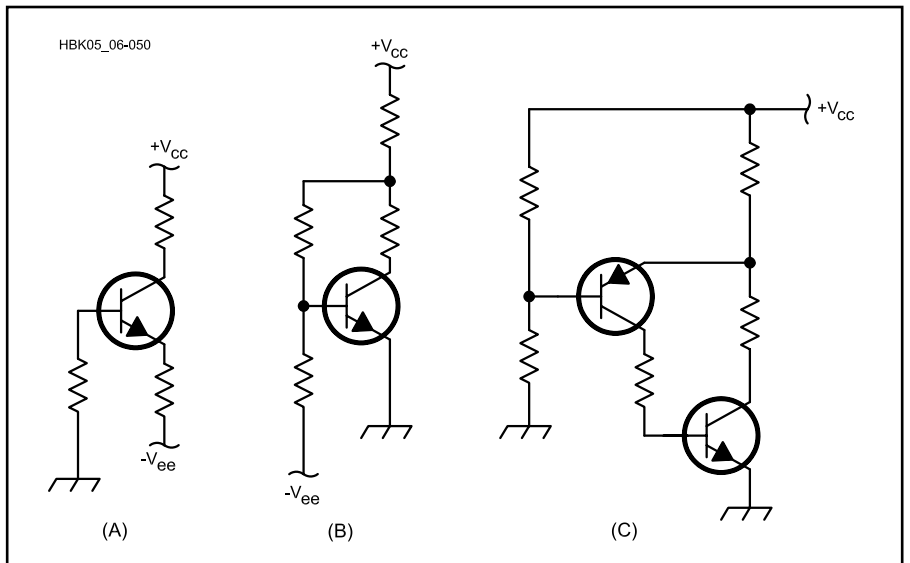 HBK05_06-050
+Vcc
+Vcc
+Vcc
-Vee
-Vee
(A)
(B)
(C)